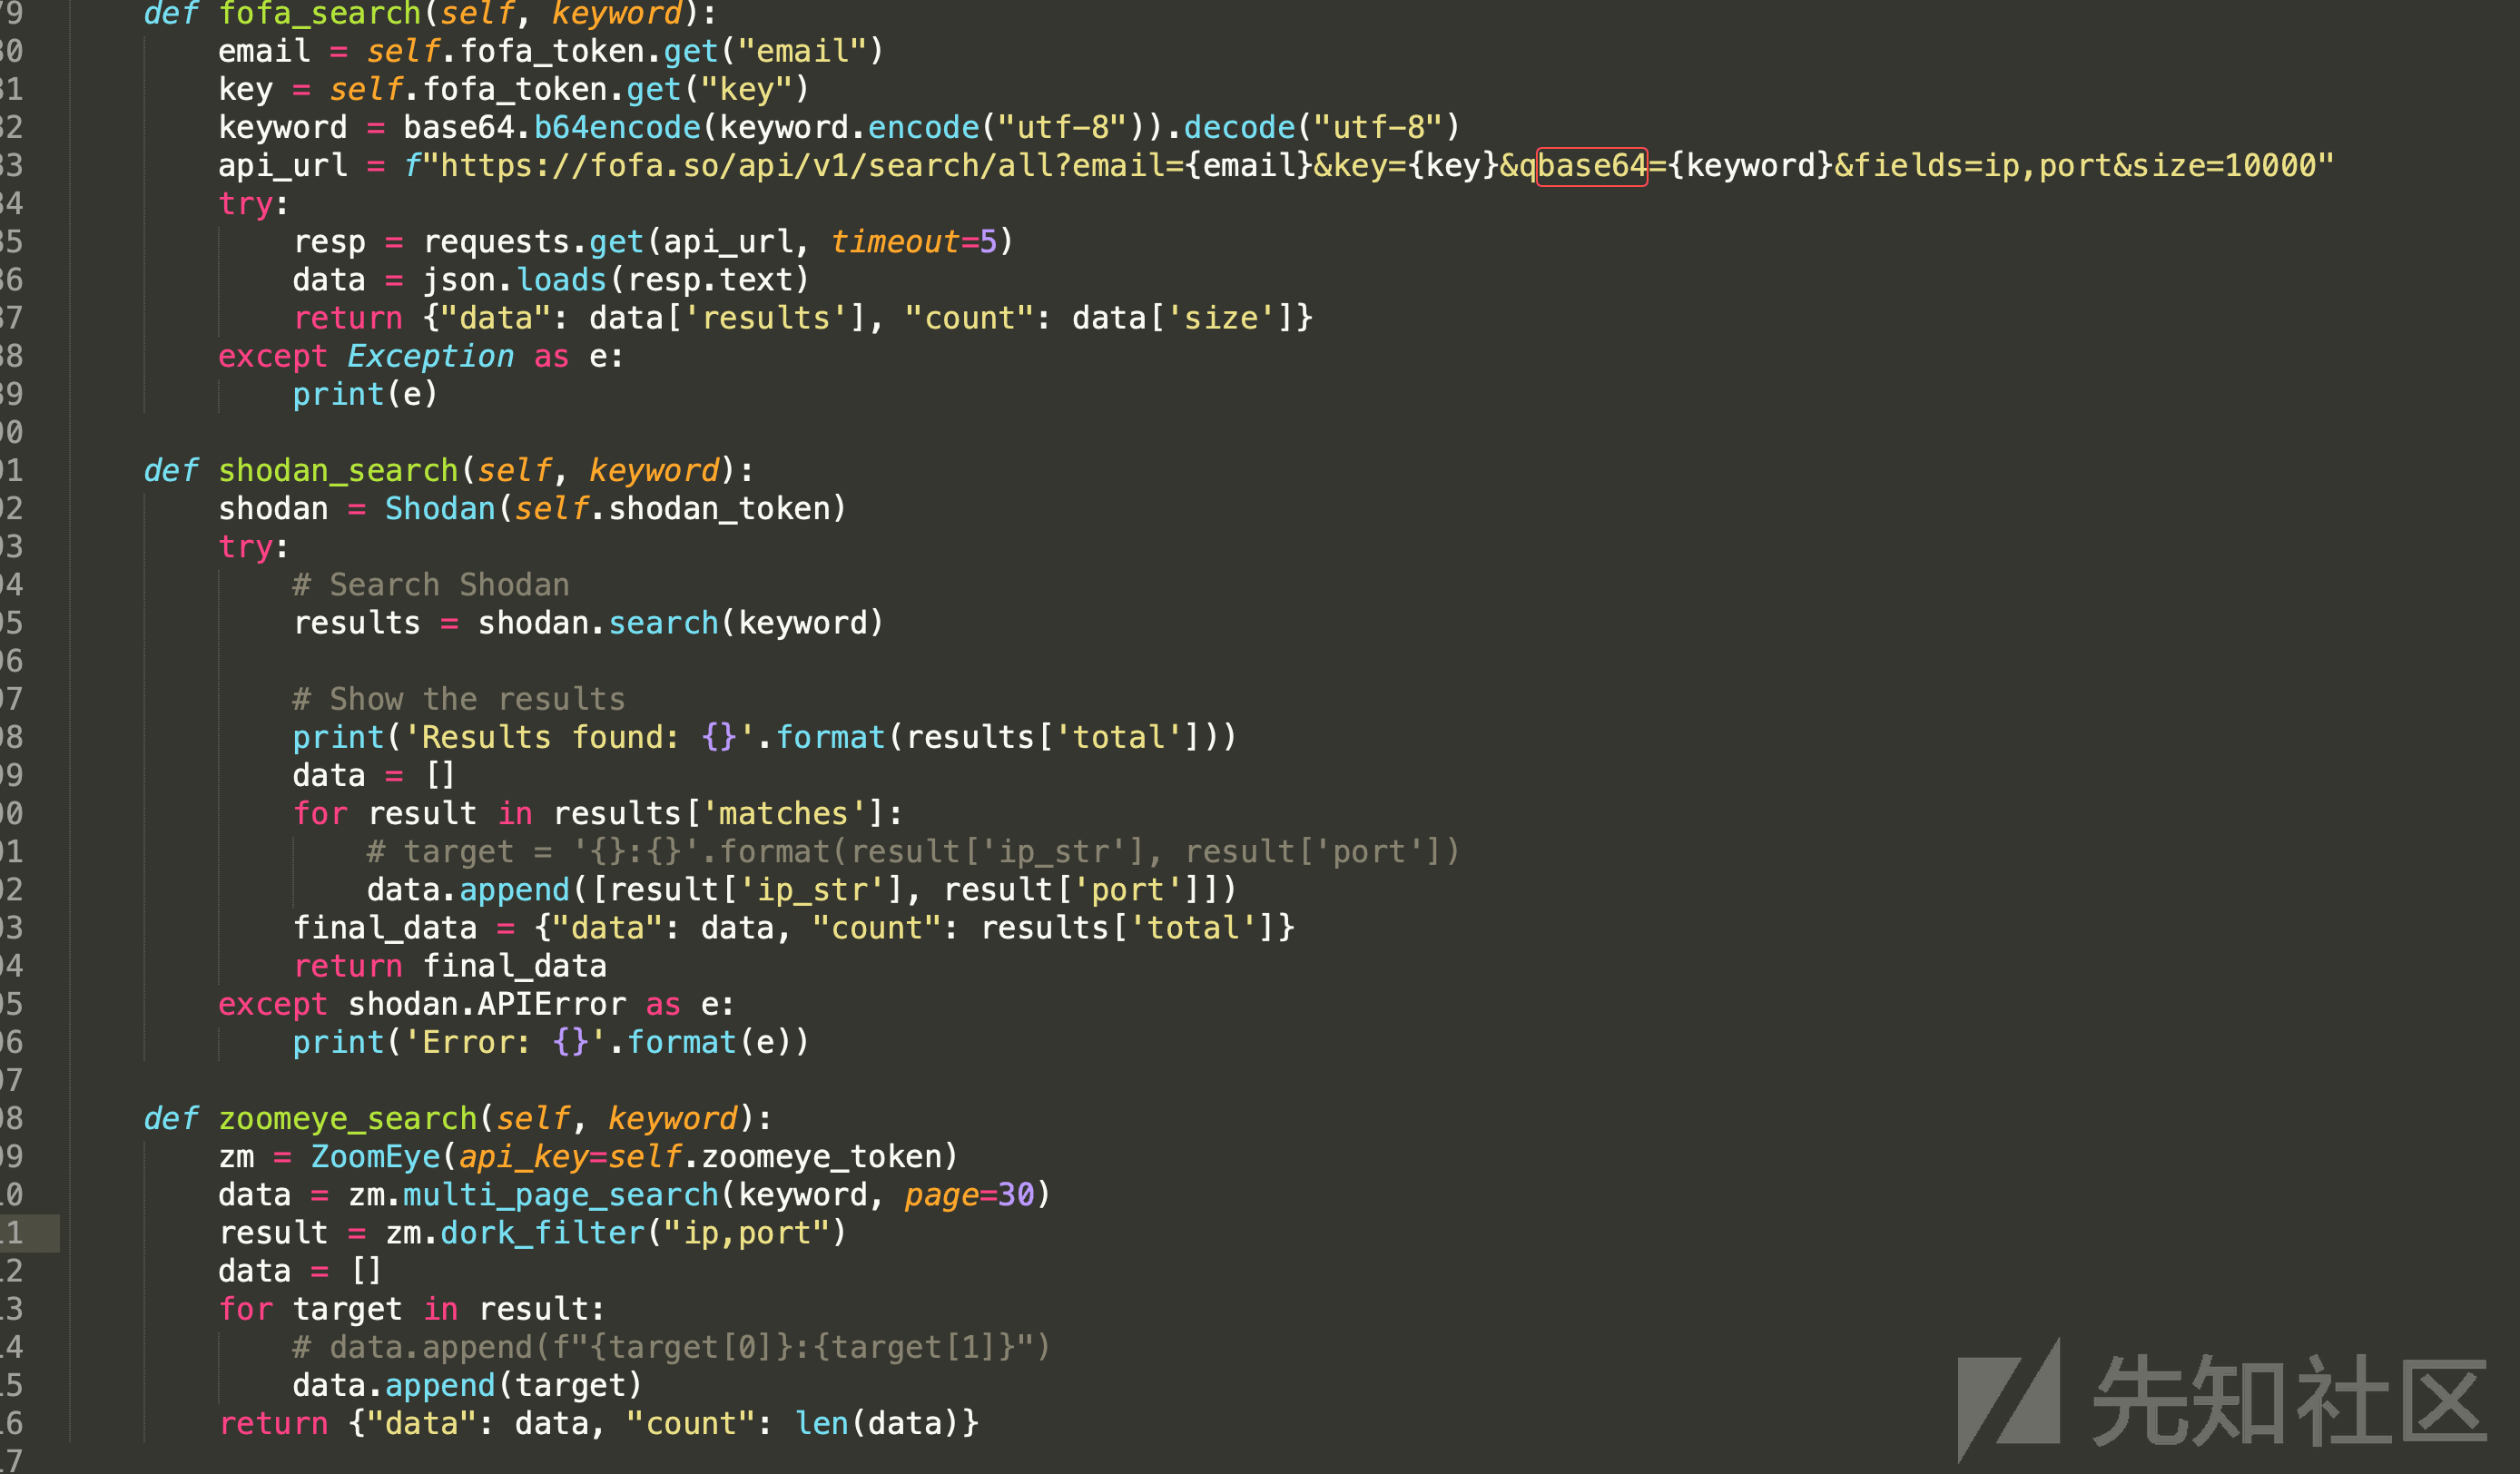 79 def fofa_search(self, keyword):
80 email = self.fofa_token.get("email")
81 key = self.fofa_token.get("key")
82 keyword = base64.b64encode(keyword.encode("utf-8")).decode("utf-8")
83 api_url = f"https://fofa.so/api/v1/search/all?email={email}&key={key}&qbase64={keyword}&fields=ip,port&size=10000"
84 try:
85 resp = requests.get(api_url, timeout=5)
86 data = json.loads(resp.text)
87 return {"data": data['results'], "count": data['size']}
88 except Exception as e:
89 print(e)
90
91 def shodan_search(self, keyword):
92 shodan = Shodan(self.shodan_token)
93 try:
94 # Search Shodan
95 results = shodan.search(keyword)
96
97 # Show the results
98 print('Results found: {}'.format(results['total']))
99 data = []
00 for result in results['matches']:
01 # target = '{}:{}'.format(result['ip_str'], result['port'])
02 data.append([result['ip_str'], result['port']])
03 final_data = {"data": data, "count": results['total']}
04 return final_data
05 except shodan.APIError as e:
06 print('Error: {}'.format(e))
07
08 def zoomeye_search(self, keyword):
09 zm = ZoomEye(api_key=self.zoomeye_token)
10 data = zm.multi_page_search(keyword, page=30)
11 result = zm.dork_filter("ip,port")
12 data = []
13 for target in result:
14 # data.append(f"{target[0]}:{target[1]}")
15 data.append(target)
16 return {"data": data, "count": len(data)}
17
先知社区